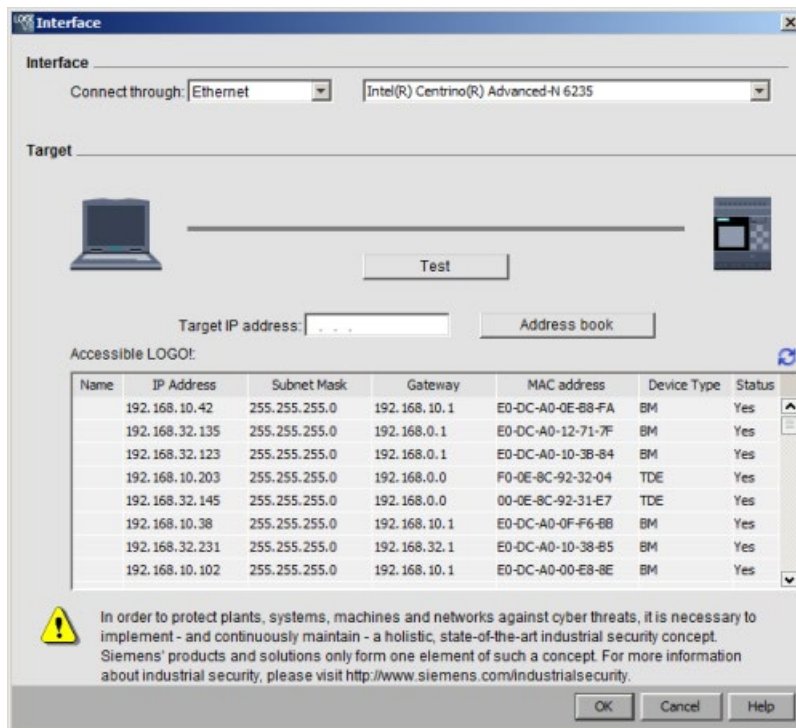 Interface
Interface
Connect through: Ethernet Intel(R) Centrino(R) Advanced-N 6235
Target
Test
Target IP address: . . . Address book
Accessible LOGO!:
Name IP Address Subnet Mask Gateway MAC address Device Type Status
192.168.10.42 255.255.255.0 192.168.10.1 E0-DC-A0-0E-B8-FA BM Yes
192.168.32.135 255.255.255.0 192.168.0.1 E0-DC-A0-12-71-7F BM Yes
192.168.32.123 255.255.255.0 192.168.0.1 E0-DC-A0-10-3B-84 BM Yes
192.168.10.203 255.255.255.0 192.168.0.0 F0-0E-8C-92-32-04 TDE Yes
192.168.32.145 255.255.255.0 192.168.0.0 00-0E-8C-92-31-E7 TDE Yes
192.168.10.38 255.255.255.0 192.168.10.1 E0-DC-A0-0F-F6-BB BM Yes
192.168.32.231 255.255.255.0 192.168.32.1 E0-DC-A0-10-38-B5 BM Yes
192.168.10.102 255.255.255.0 192.168.10.1 E0-DC-A0-00-E8-8E BM Yes
In order to protect plants, systems, machines and networks against cyber threats, it is necessary to
implement - and continuously maintain - a holistic, state-of-the-art industrial security concept.
Siemens' products and solutions only form one element of such a concept. For more information
about industrial security, please visit http://www.siemens.com/industrialsecurity.
OK Cancel Help